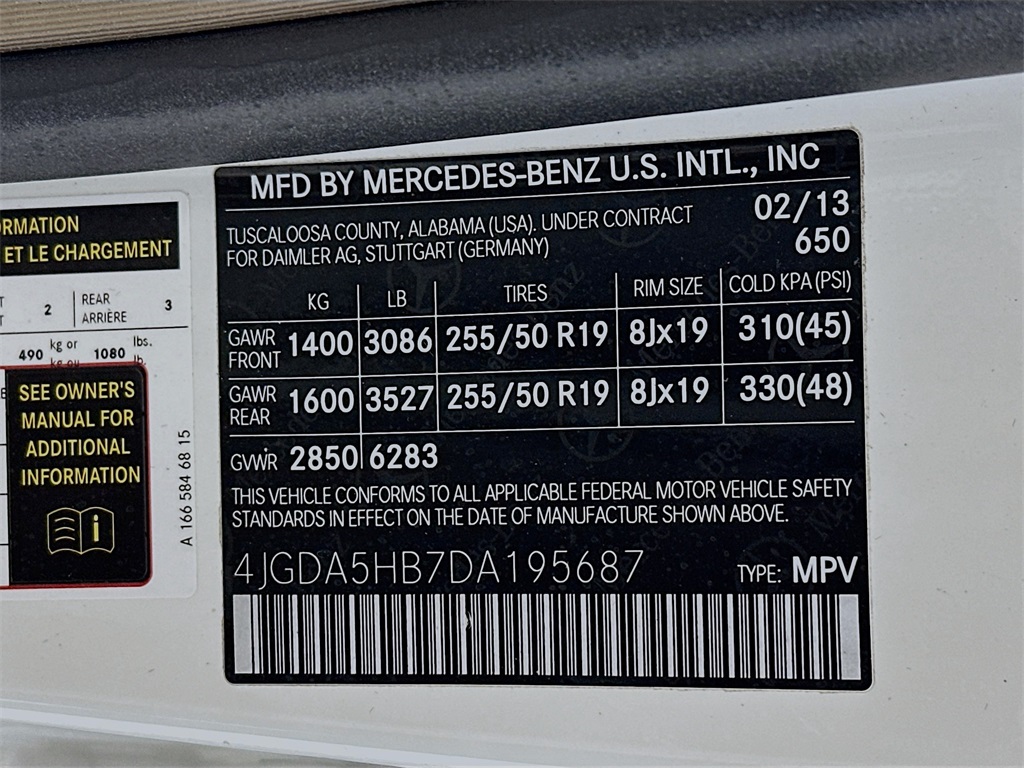 RMATION
ET LE CHARGEMENT
2
REAR
ARRIÈRE
3
490 kg or 1080 lbs.
SEE OWNER'S
MANUAL FOR
ADDITIONAL
INFORMATION
i
A 166 584 68 15
MFD BY MERCEDES-BENZ U.S. INTL., INC
TUSCALOOSA COUNTY, ALABAMA (USA). UNDER CONTRACT
FOR DAIMLER AG, STUTTGART (GERMANY)
02/13
650
KG LB TIRES RIM SIZE COLD KPA (PSI)
GAWR
FRONT
1400 3086 255/50 R19 8Jx19 310(45)
GAWR
REAR
1600 3527 255/50 R19 8Jx19 330(48)
GVWR 2850 6283
THIS VEHICLE CONFORMS TO ALL APPLICABLE FEDERAL MOTOR VEHICLE SAFETY
STANDARDS IN EFFECT ON THE DATE OF MANUFACTURE SHOWN ABOVE.
4JGDA5HB7DA195687 TYPE: MPV